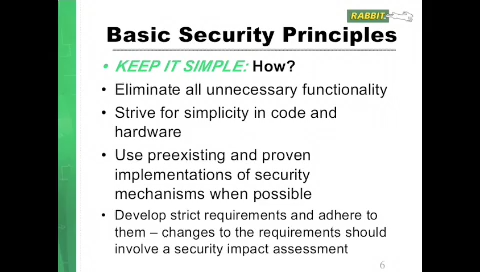 RABBIT
Basic Security Principles
• KEEP IT SIMPLE: How?
• Eliminate all unnecessary functionality
• Strive for simplicity in code and
hardware
• Use preexisting and proven
implementations of security
mechanisms when possible
• Develop strict requirements and adhere to
them – changes to the requirements should
involve a security impact assessment
6